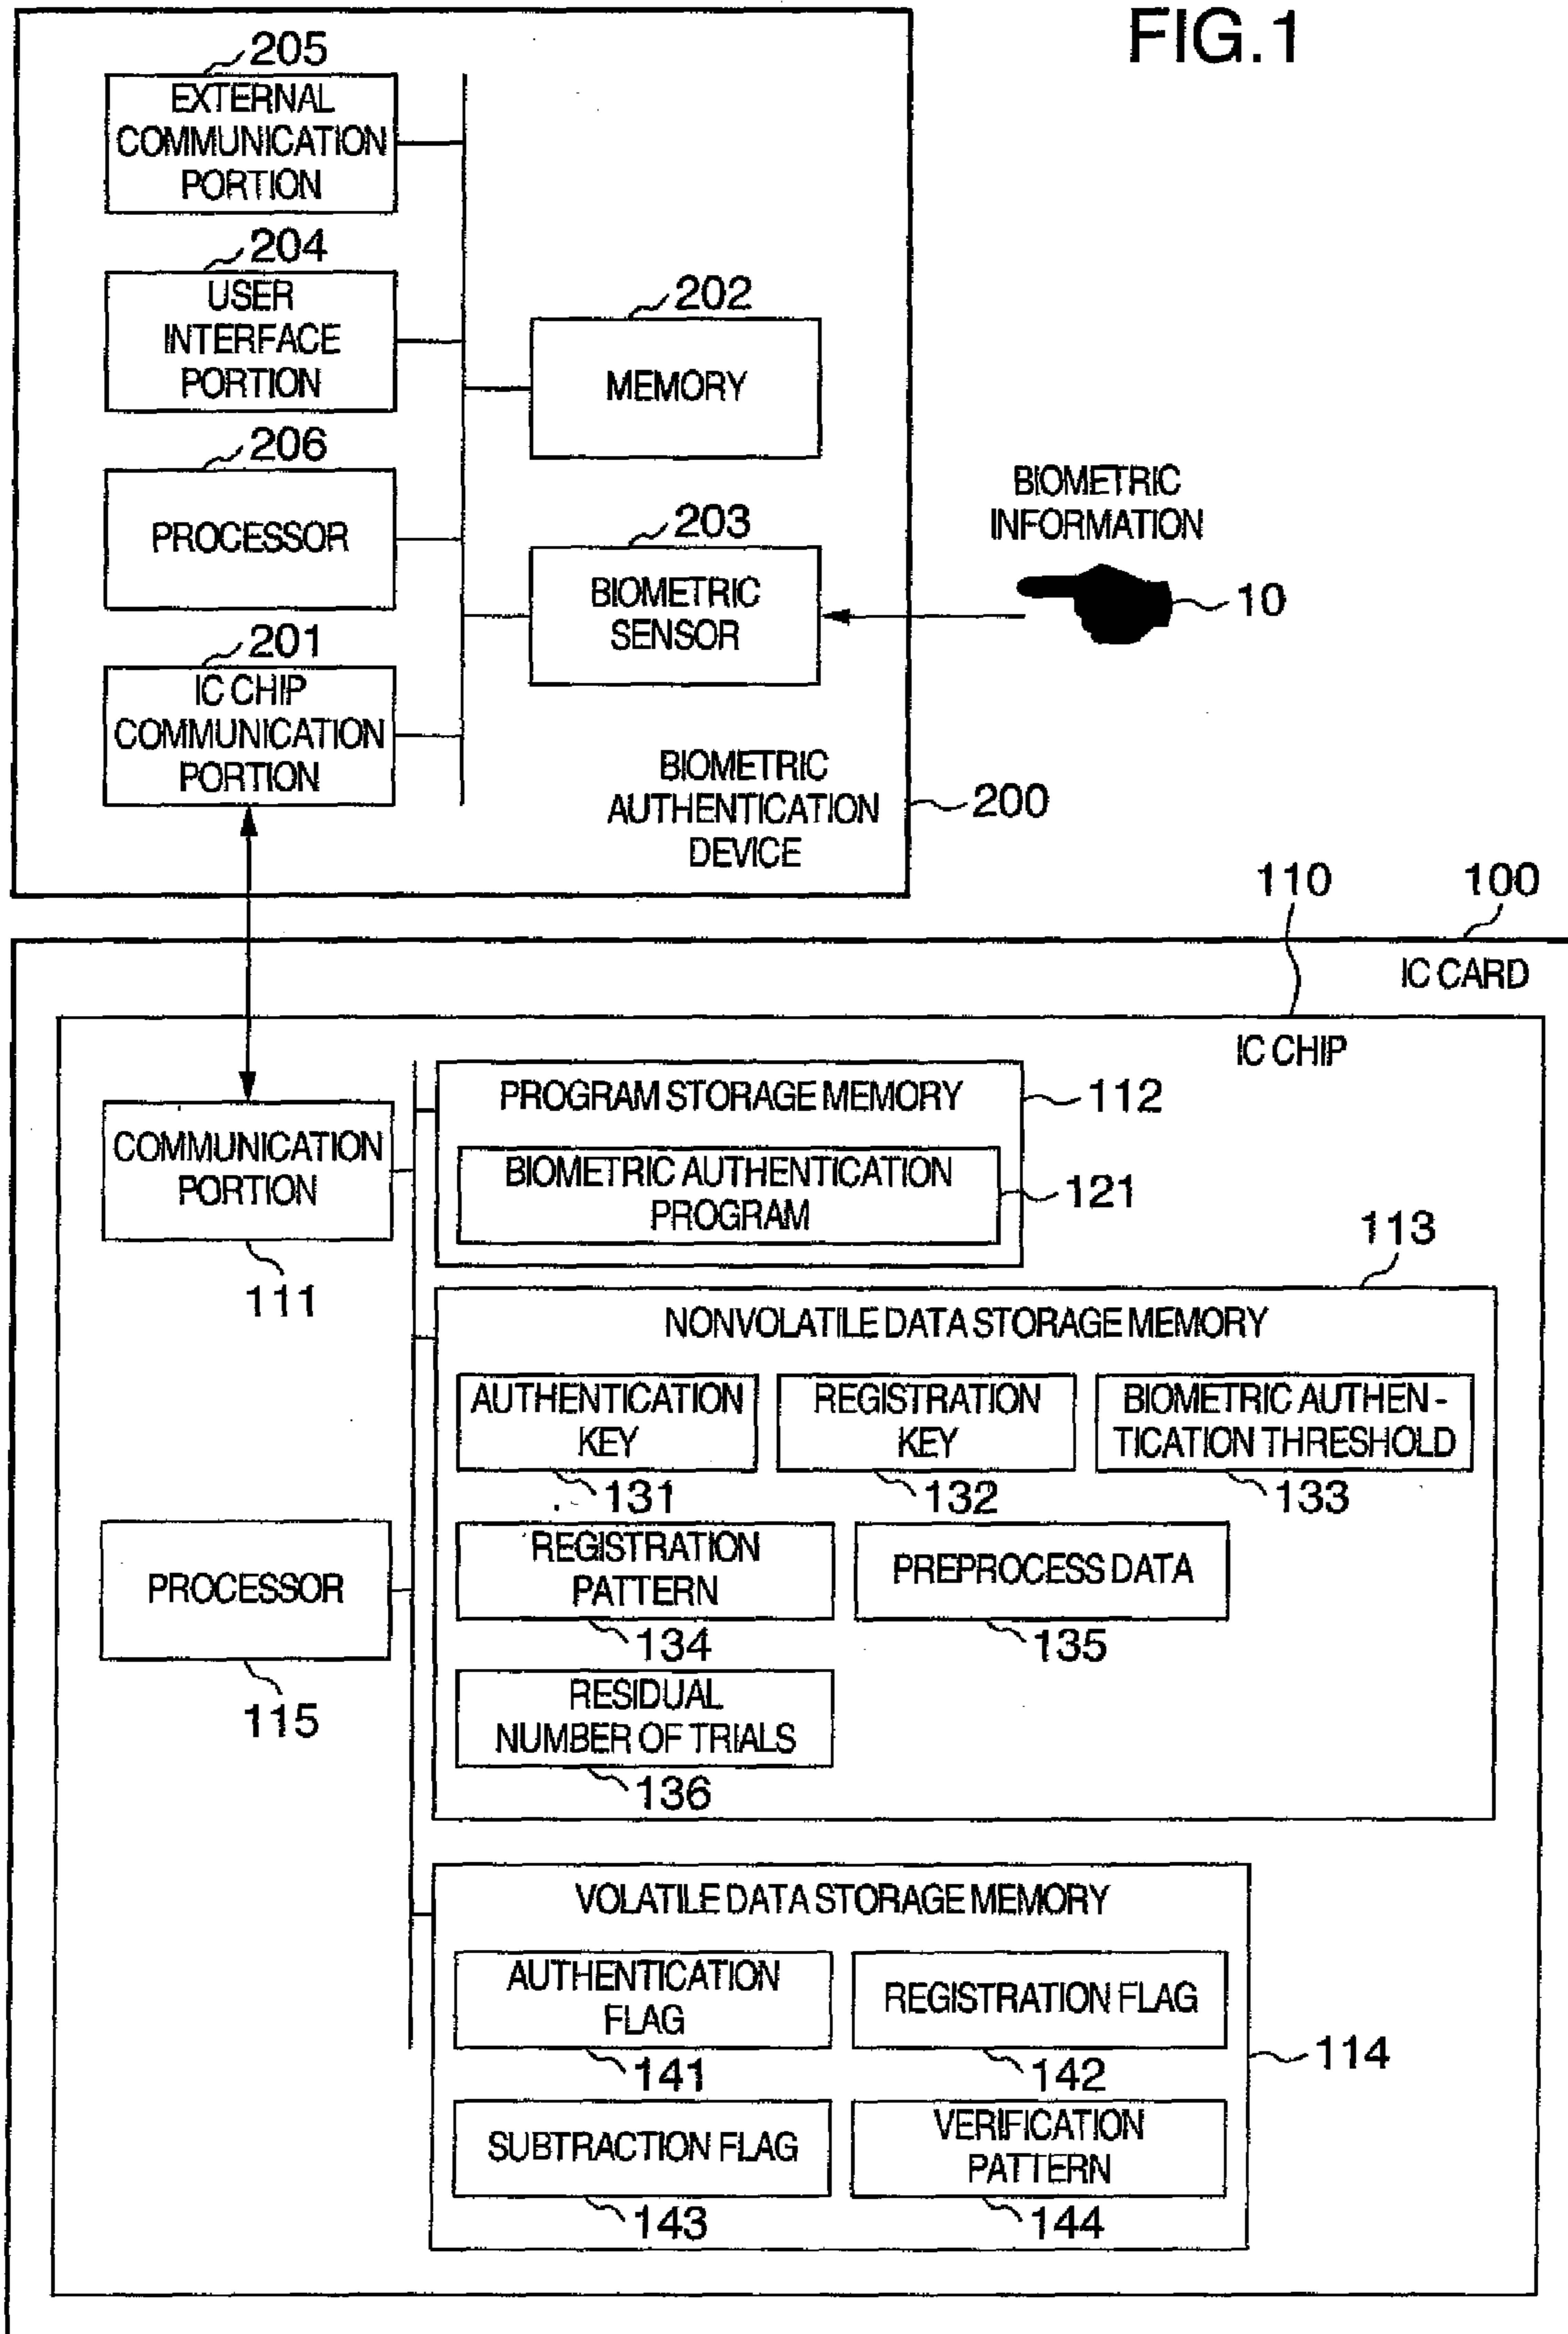 FIG.1
205
EXTERNAL
COMMUNICATION
PORTION
204
USER
INTERFACE
PORTION
202
MEMORY
206
PROCESSOR
203
BIOMETRIC
SENSOR
BIOMETRIC
INFORMATION
10
201
IC CHIP
COMMUNICATION
PORTION
BIOMETRIC
AUTHENTICATION
DEVICE
200
110
100
IC CARD
IC CHIP
COMMUNICATION
PORTION
111
PROGRAM STORAGE MEMORY
112
BIOMETRIC AUTHENTICATION
PROGRAM
121
113
NONVOLATILE DATA STORAGE MEMORY
AUTHENTICATION
KEY
131
REGISTRATION
KEY
132
BIOMETRIC AUTHEN-
TICATION THRESHOLD
133
REGISTRATION
PATTERN
134
PREPROCESS DATA
135
PROCESSOR
115
RESIDUAL
NUMBER OF TRIALS
136
VOLATILE DATA STORAGE MEMORY
AUTHENTICATION
FLAG
141
REGISTRATION FLAG
142
114
SUBTRACTION FLAG
143
VERIFICATION
PATTERN
144